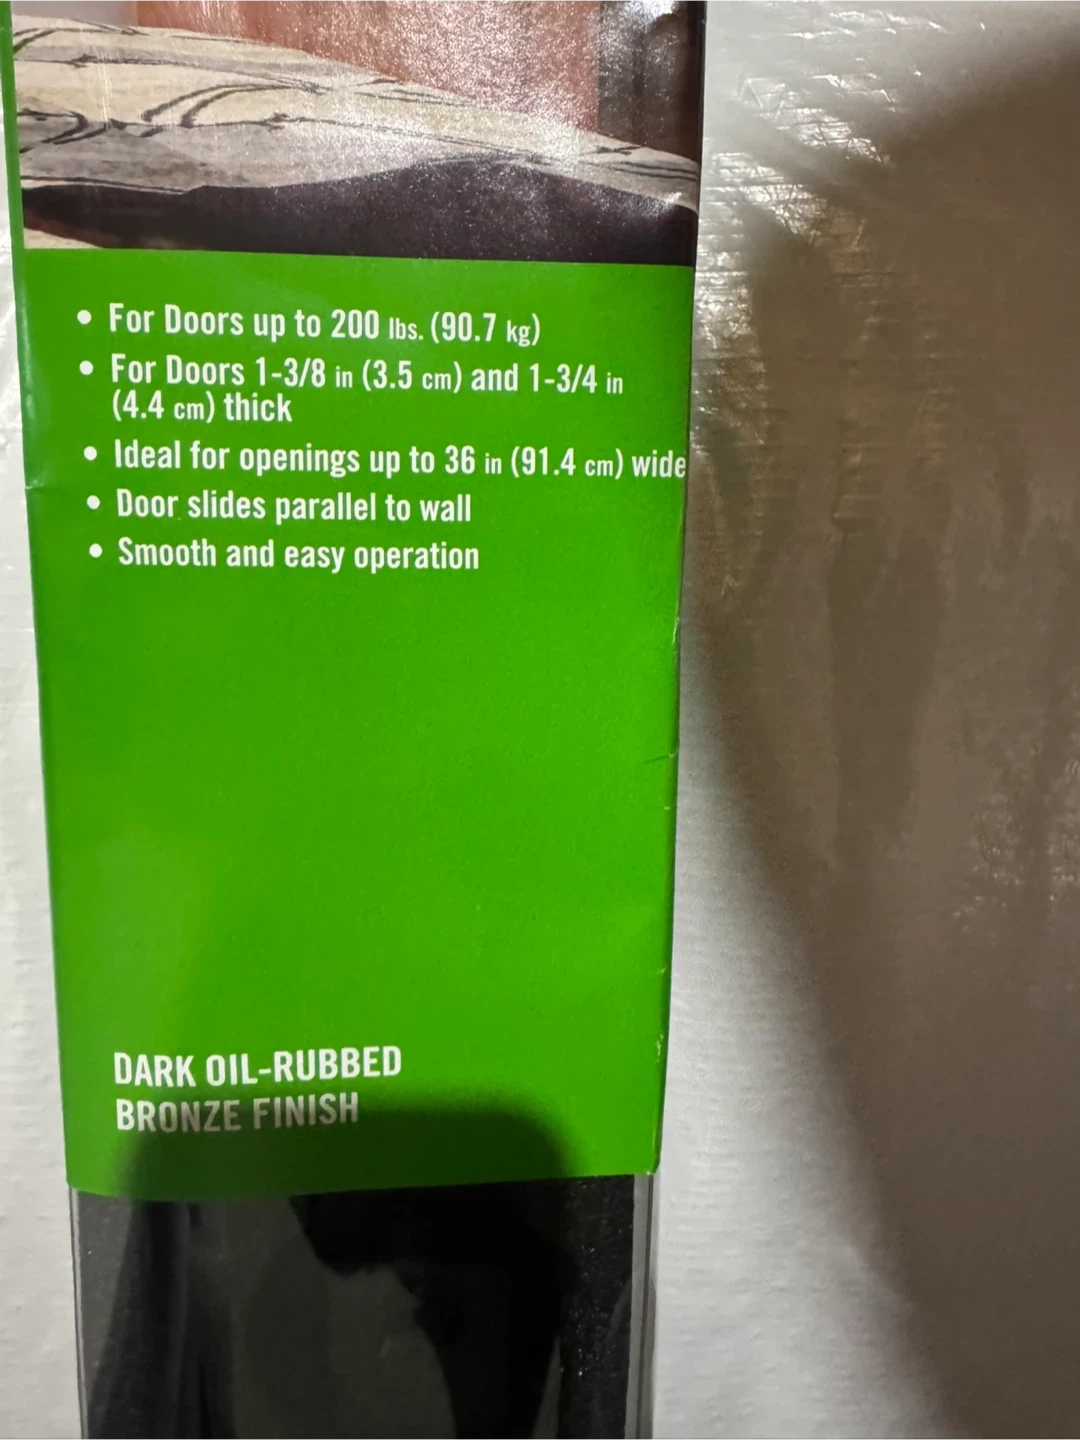 • For Doors up to 200 lbs. (90.7 kg)
• For Doors 1-3/8 in (3.5 cm) and 1-3/4 in
(4.4 cm) thick
• Ideal for openings up to 36 in (91.4 cm) wide
• Door slides parallel to wall
• Smooth and easy operation
DARK OIL-RUBBED
BRONZE FINISH